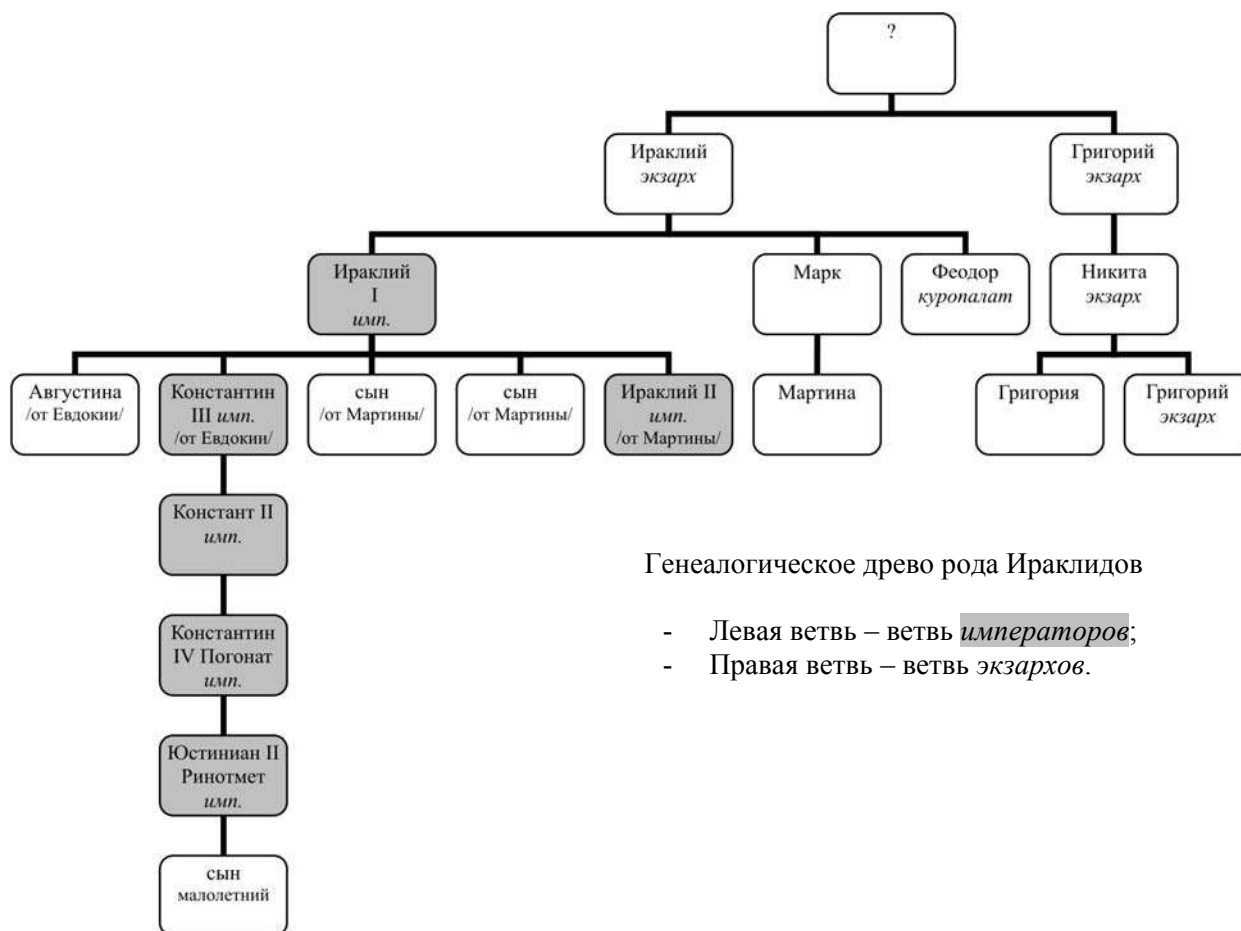 ?
Ираклий
экзарх
Григорий
экзарх
Ираклий
I
имп.
Марк
Феодор
куропалат
Никита
экзарх
Августина
/от Евдокии/
Константин
III имп.
/от Евдокии/
сын
/от Мартины/
сын
/от Мартины/
Ираклий II
имп.
/от Мартины/
Мартина
Григория
Григорий
экзарх
Констант II
имп.
Генеалогическое древо рода Ираклидов
- Левая ветвь – ветвь императоров;
- Правая ветвь – ветвь экзархов.
Константин
IV Погонат
имп.
Юстиниан II
Ринотмет
имп.
сын
малолетний